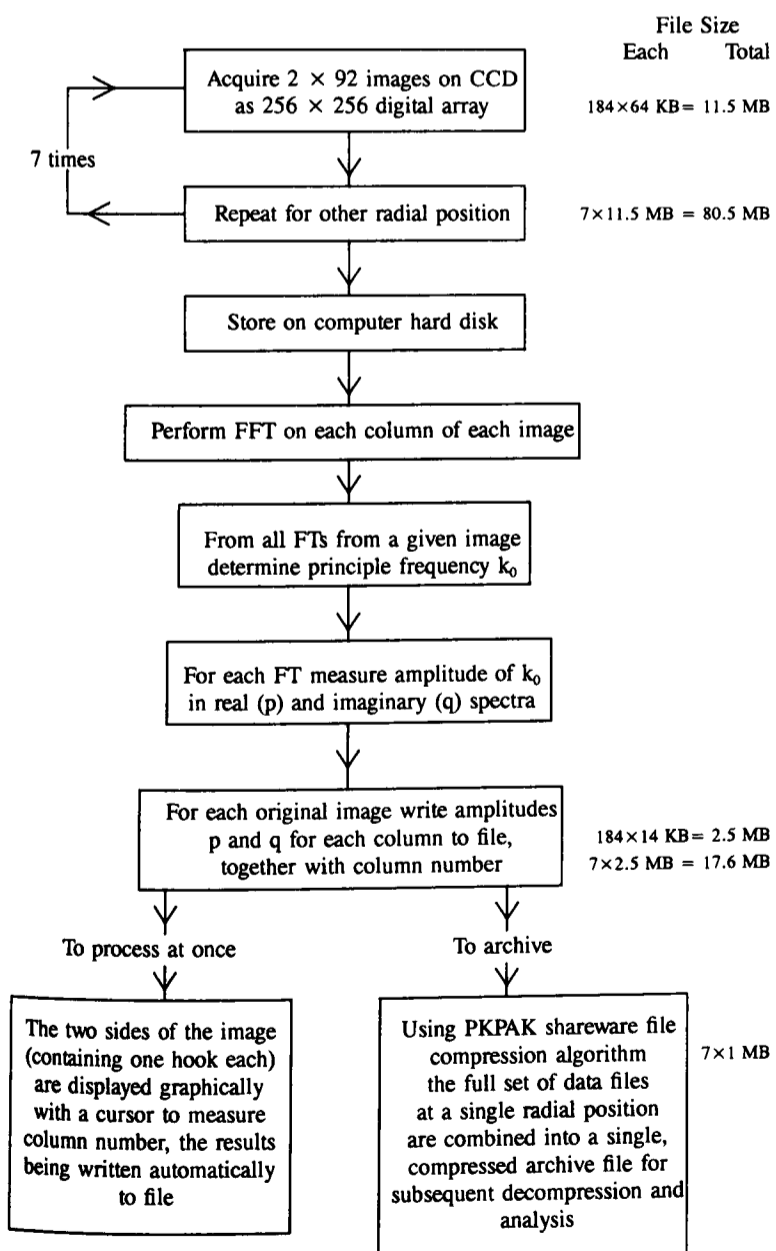 File Size
Each Total
Acquire 2 × 92 images on CCD
as 256 × 256 digital array
184×64 KB= 11.5 MB
7 times
Repeat for other radial position
7×11.5 MB = 80.5 MB
Store on computer hard disk
Perform FFT on each column of each image
From all FTs from a given image
determine principle frequency k₀
For each FT measure amplitude of k₀
in real (p) and imaginary (q) spectra
For each original image write amplitudes
p and q for each column to file,
together with column number
184×14 KB= 2.5 MB
7×2.5 MB = 17.6 MB
To process at once
To archive
The two sides of the image
(containing one hook each)
are displayed graphically
with a cursor to measure
column number, the results
being written automatically
to file
Using PKPAK shareware file
compression algorithm
the full set of data files
at a single radial position
are combined into a single,
compressed archive file for
subsequent decompression and
analysis
7×1 MB